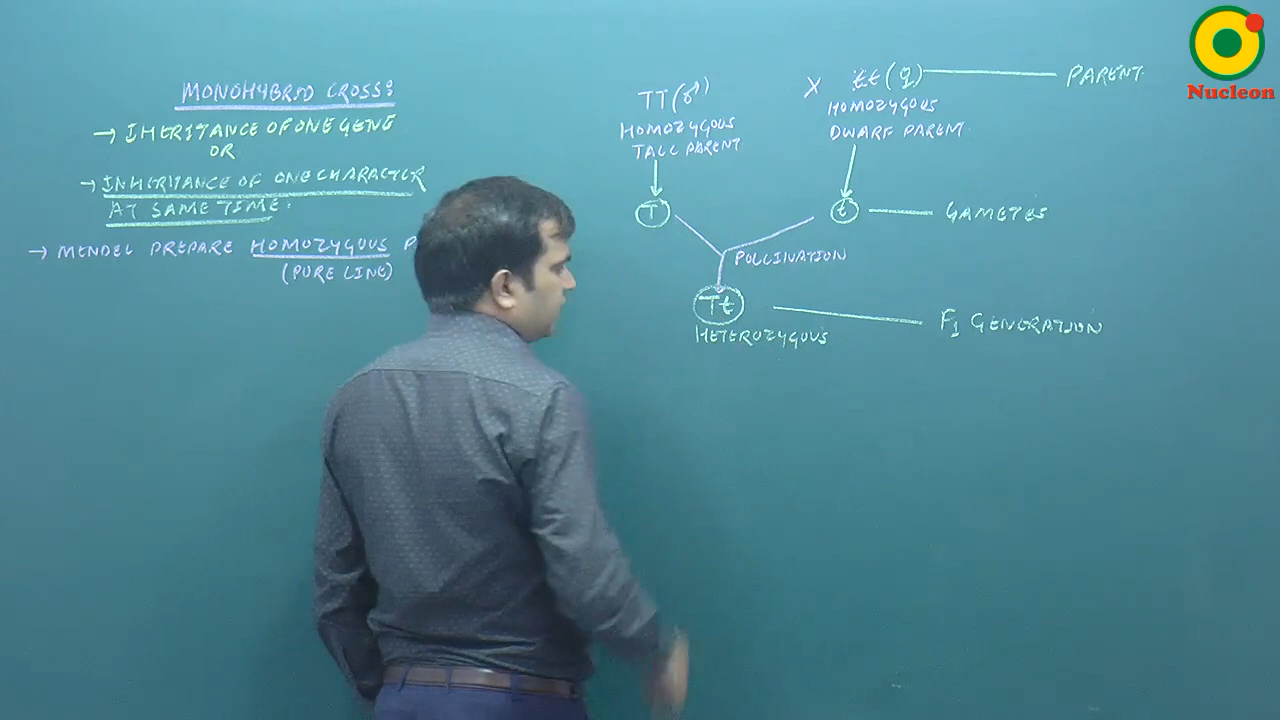 MONOHYBRID CROSS:
→ INHERITANCE OF ONE GENE
OR
→ INHERITANCE OF ONE CHARACTER
AT SAME TIME.
→ MENDEL PREPARE HOMOZYGOUS P
(PURE LINE)
TT (♂) X tt (♀) PARENT
HOMOZYGOUS TALL PARENT
HOMOZYGOUS DWARF PARENT
T t GAMETES
POLLINATION
Tt F1 GENERATION
HETEROZYGOUS
Nucleon